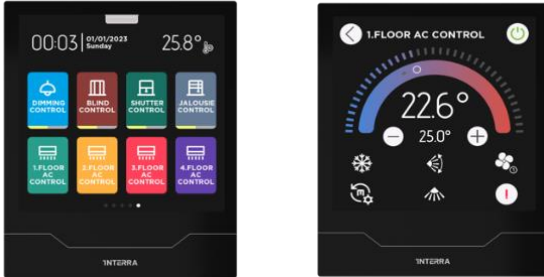 00:03
01/01/2023
Sunday
25.8°
DIMMING
CONTROL
BLIND
CONTROL
SHUTTER
CONTROL
JALOUSIE
CONTROL
1.FLOOR
AC
CONTROL
2.FLOOR
AC
CONTROL
3.FLOOR
AC
CONTROL
4.FLOOR
AC
CONTROL
INTERRA
1.FLOOR AC CONTROL
22.6°
25.0°
INTERRA